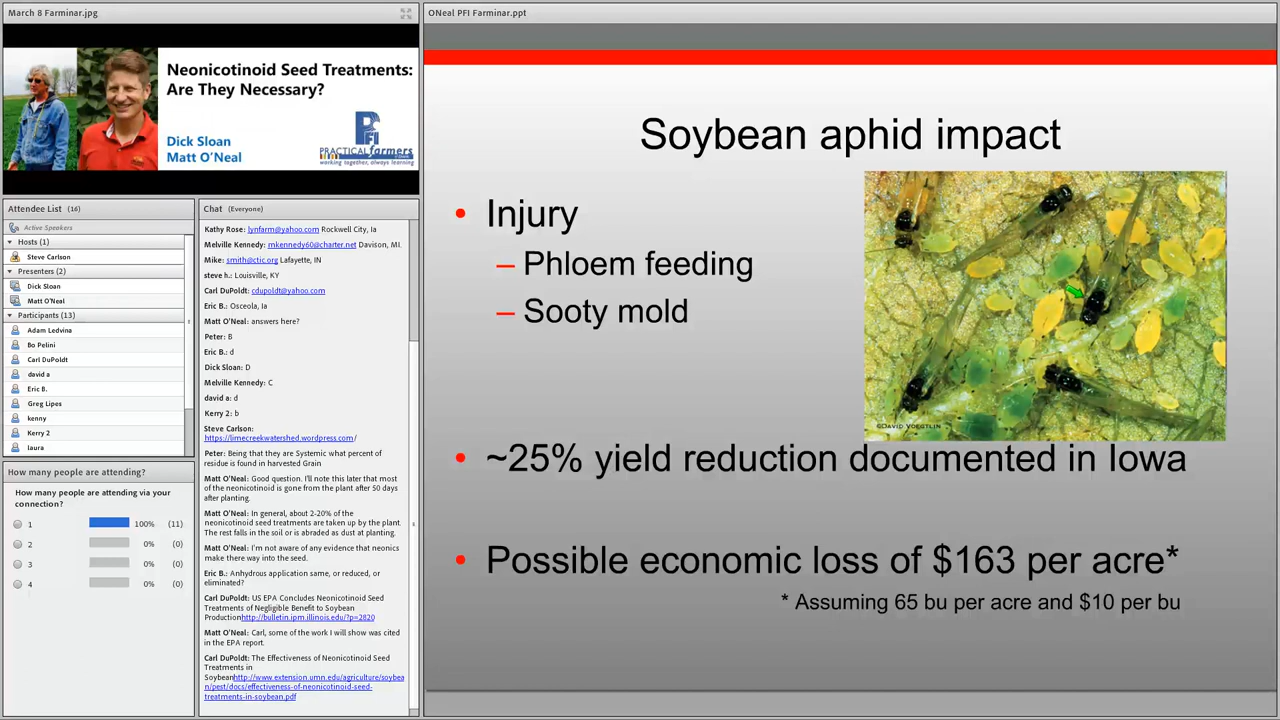 March 8 Farminar.jpg
Neonicotinoid Seed Treatments:
Are They Necessary?
Dick Sloan
Matt O'Neal
PFI
PRACTICAL farmers
working together, always learning
Attendee List (16)
Active Speakers
Hosts (1)
Steve Carlson
Presenters (2)
Dick Sloan
Matt O'Neal
Participants (13)
Adam Ledvina
Bo Pelini
Carl DuPoldt
david a
Eric B.
Greg Lipes
kenny
Kerry 2
laura
How many people are attending?
How many people are attending via your
connection?
1 100% (11)
2 0% (0)
3 0% (0)
4 0% (0)
Chat (Everyone)
Kathy Rose: lynfarm@yahoo.com Rockwell City, Ia
Melville Kennedy: mkennedy60@charter.net Davison, MI.
Mike: smith@ctic.org Lafayette, IN
steve h.: Louisville, KY
Carl DuPoldt: cdupoldt@yahoo.com
Eric B.: Osceola, Ia
Matt O'Neal: answers here?
Peter: B
Eric B.: d
Dick Sloan: D
Melville Kennedy: C
david a: d
Kerry 2: b
Steve Carlson:
https://limecreekwatershed.wordpress.com/
Peter: Being that they are Systemic what percent of
residue is found in harvested Grain
Matt O'Neal: Good question. I'll note this later that most
of the neonicotinoid is gone from the plant after 50 days
after planting.
Matt O'Neal: In general, about 2-20% of the
neonicotinoid seed treatments are taken up by the plant.
The rest falls in the soil or is abraded as dust at planting.
Matt O'Neal: I'm not aware of any evidence that neonics
make there way into the seed.
Eric B.: Anhydrous application same, or reduced, or
eliminated?
Carl DuPoldt: US EPA Concludes Neonicotinoid Seed
Treatments of Negligible Benefit to Soybean
Productionhttp://bulletin.ipm.illinois.edu/?p=2820
Matt O'Neal: Carl, some of the work I will show was cited
in the EPA report.
Carl DuPoldt: The Effectiveness of Neonicotinoid Seed
Treatments in
Soybeanhttp://www.extension.umn.edu/agriculture/soybea
n/pest/docs/effectiveness-of-neonicotinoid-seed-
treatments-in-soybean.pdf
ONeal PFI Farminar.ppt
Soybean aphid impact
• Injury
– Phloem feeding
– Sooty mold
©DAVID VOEGTLIN
• ~25% yield reduction documented in Iowa
• Possible economic loss of $163 per acre*
* Assuming 65 bu per acre and $10 per bu